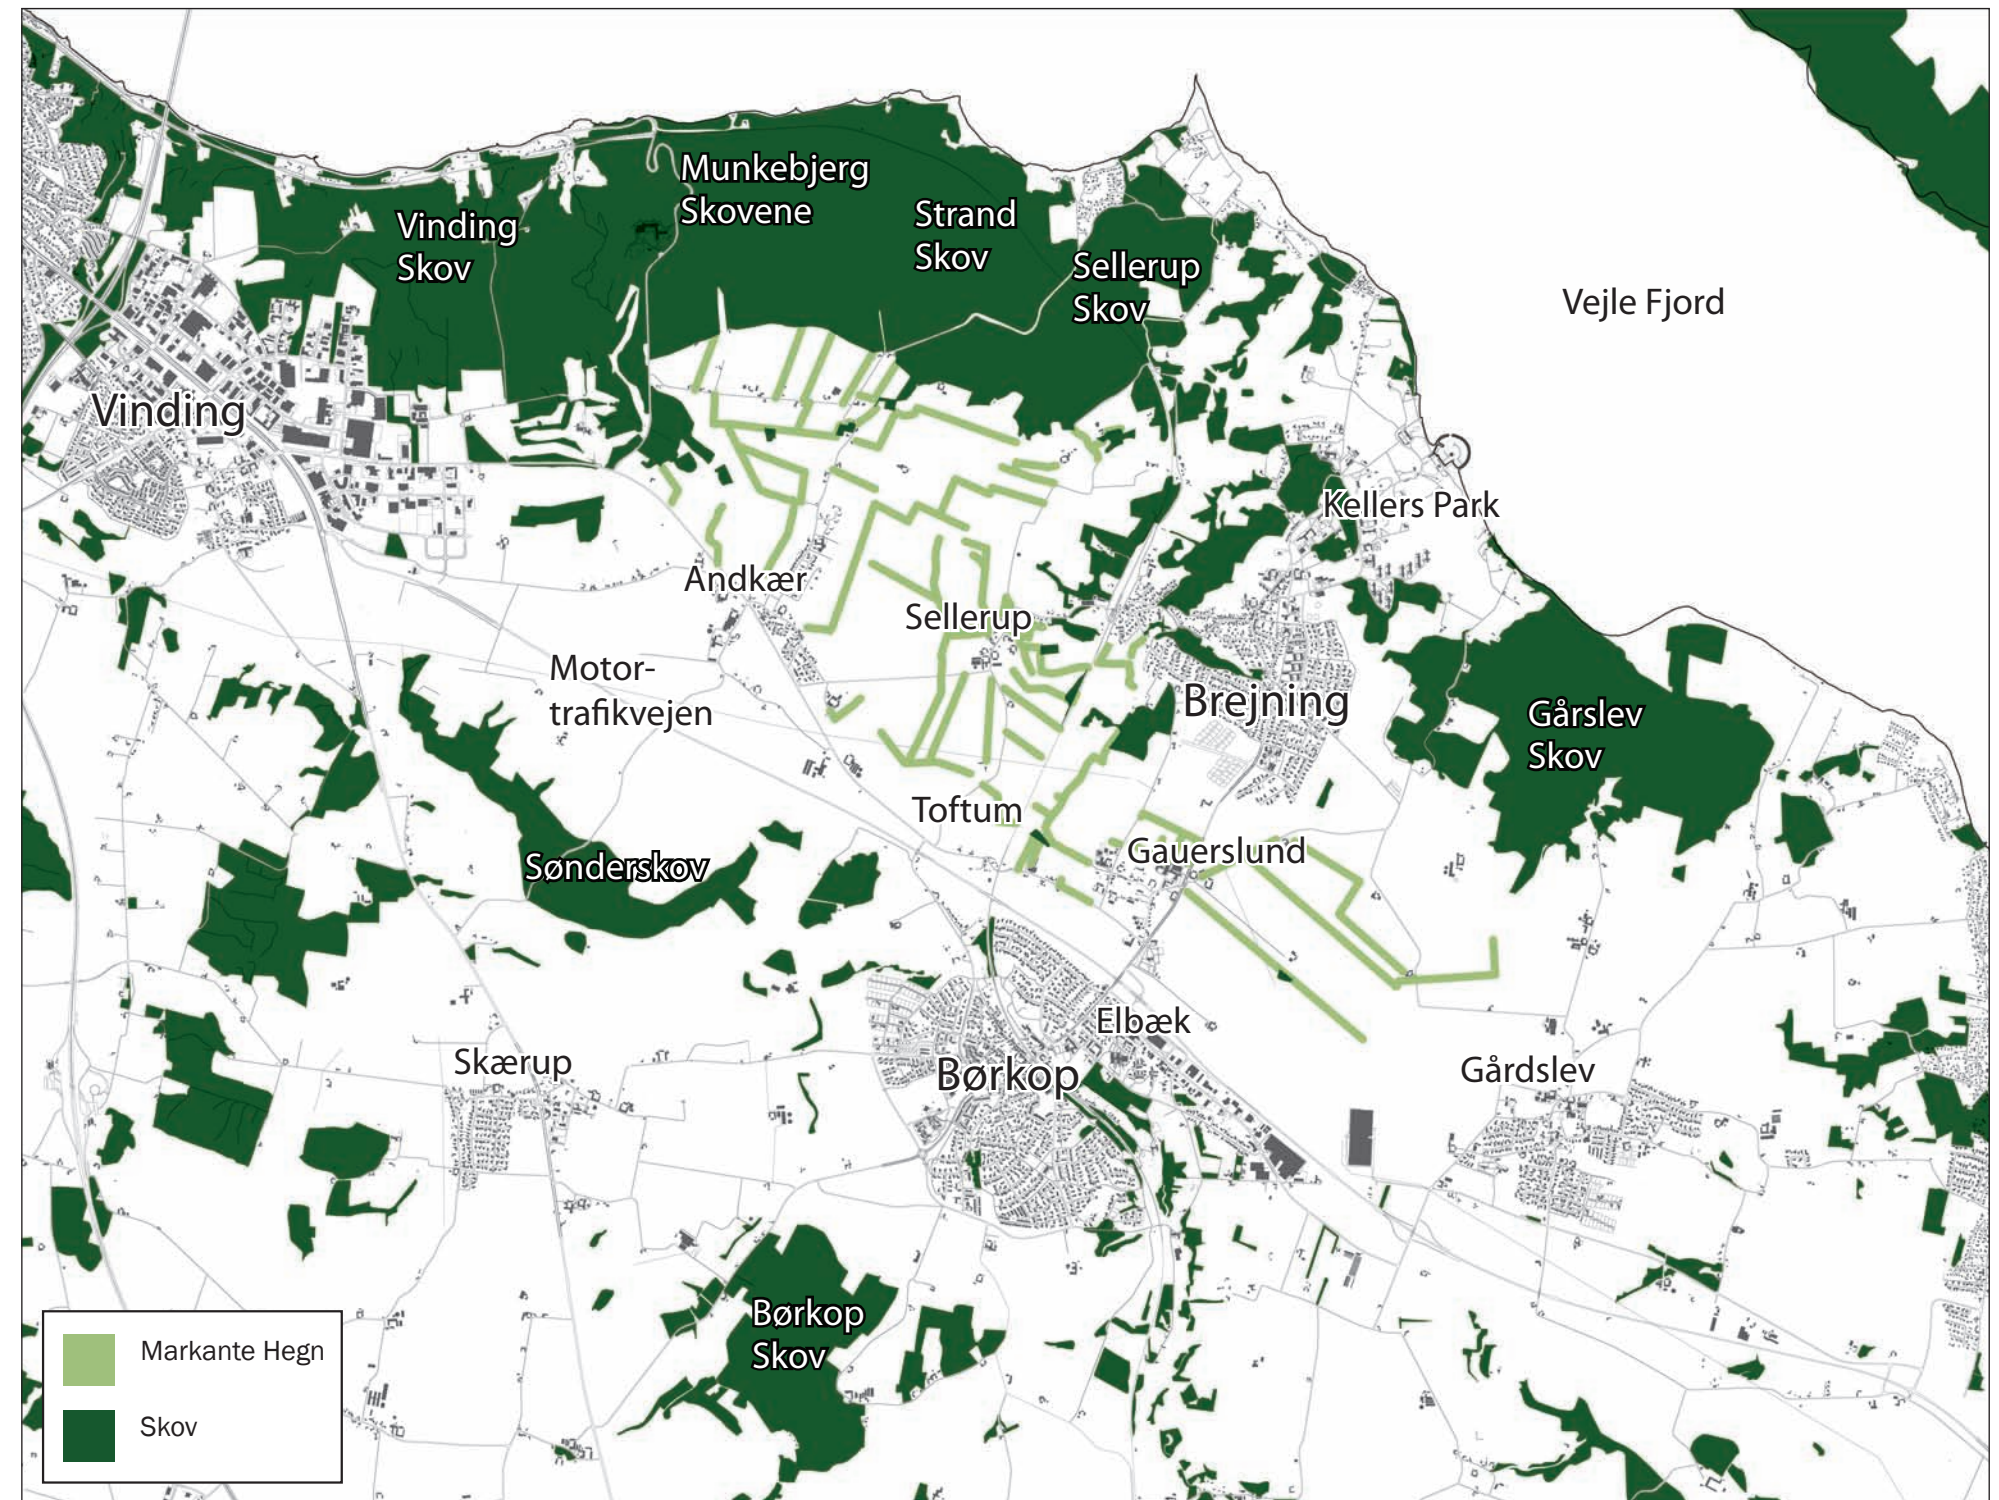 Munkebjerg
Skovene
Vinding
Skov
Strand
Skov
Sellerup
Skov
Vejle Fjord
Vinding
Kellers Park
Andkær
Sellerup
Motor-
trafikvejen
Brejning
Gårslev
Skov
Toftum
Gauerslund
Sønderskov
Elbæk
Skærup
Børkop
Gårdslev
Børkop
Skov
Markante Hegn
Skov